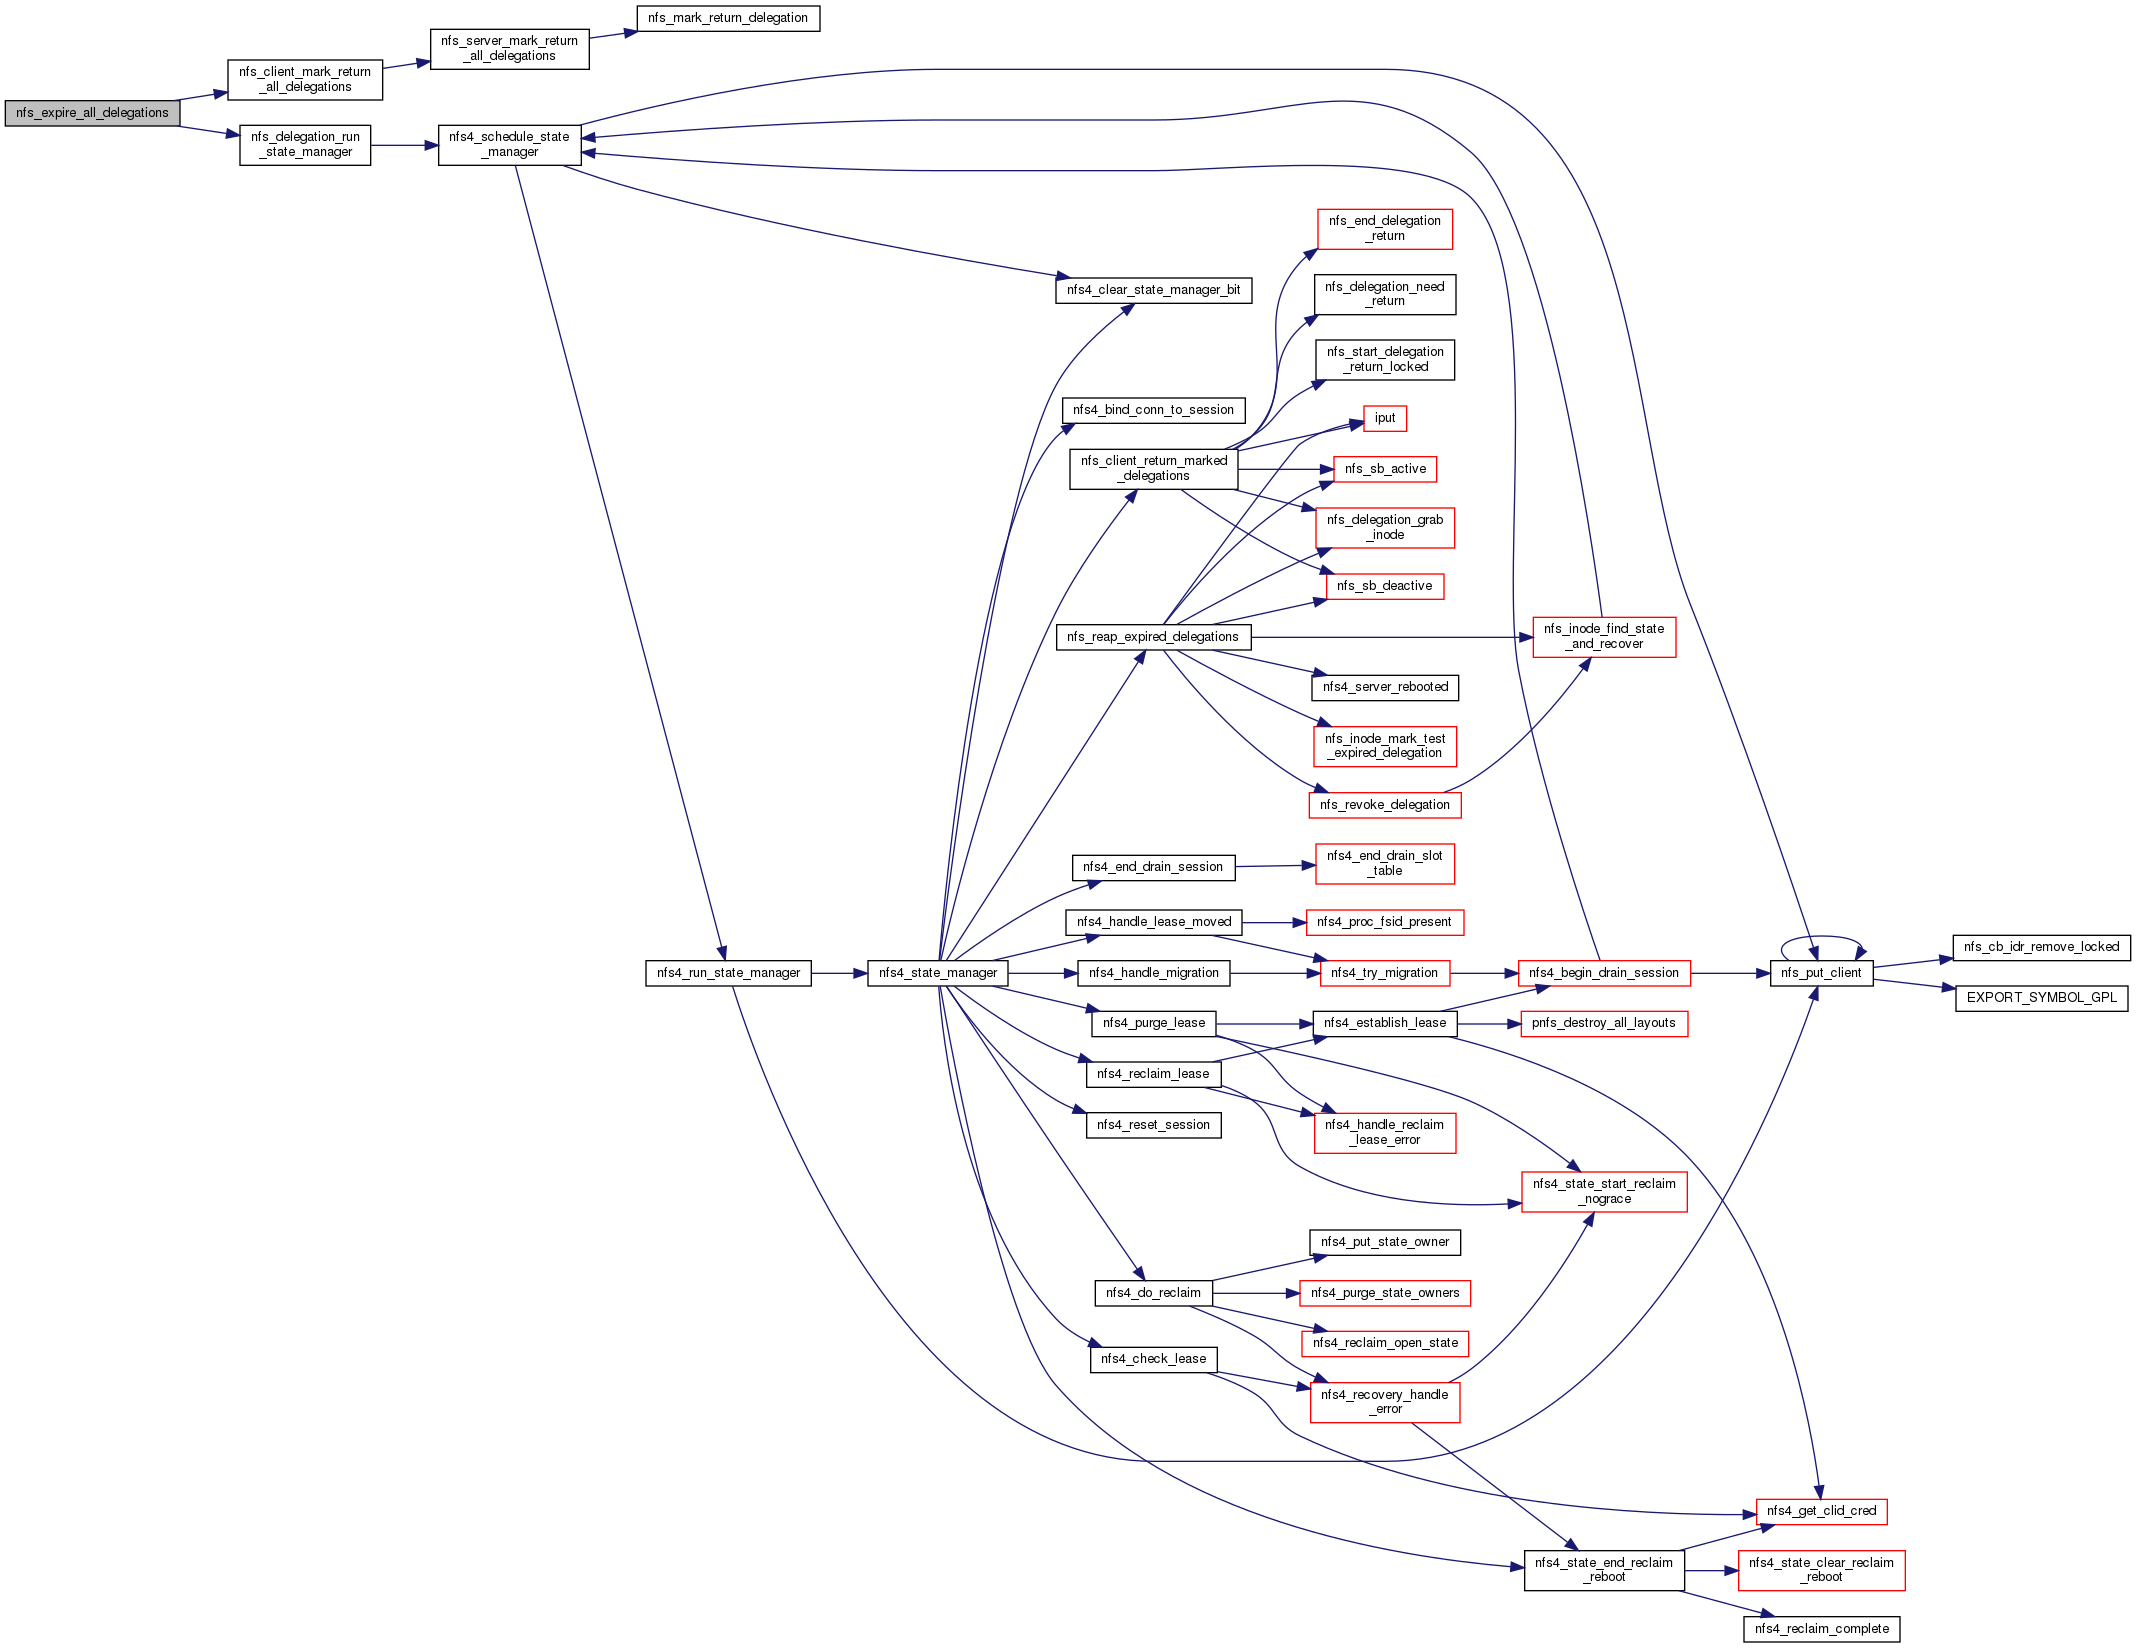 nfs_expire_all_delegations
nfs_client_mark_return
_all_delegations
nfs_server_mark_return
_all_delegations
nfs_mark_return_delegation
nfs_delegation_run
_state_manager
nfs4_schedule_state
_manager
nfs4_clear_state_manager_bit
nfs4_run_state_manager
nfs4_state_manager
nfs4_bind_conn_to_session
nfs_client_return_marked
_delegations
nfs_end_delegation
_return
nfs_delegation_need
_return
nfs_start_delegation
_return_locked
iput
nfs_sb_active
nfs_delegation_grab
_inode
nfs_sb_deactive
nfs_reap_expired_delegations
nfs_inode_find_state
_and_recover
nfs4_server_rebooted
nfs_inode_mark_test
_expired_delegation
nfs_revoke_delegation
nfs4_end_drain_session
nfs4_end_drain_slot
_table
nfs4_handle_lease_moved
nfs4_proc_fsid_present
nfs4_handle_migration
nfs4_try_migration
nfs4_begin_drain_session
nfs_put_client
nfs_cb_idr_remove_locked
EXPORT_SYMBOL_GPL
nfs4_purge_lease
nfs4_establish_lease
pnfs_destroy_all_layouts
nfs4_reclaim_lease
nfs4_reset_session
nfs4_handle_reclaim
_lease_error
nfs4_state_start_reclaim
_nograce
nfs4_put_state_owner
nfs4_do_reclaim
nfs4_purge_state_owners
nfs4_reclaim_open_state
nfs4_check_lease
nfs4_recovery_handle
_error
nfs4_get_clid_cred
nfs4_state_end_reclaim
_reboot
nfs4_state_clear_reclaim
_reboot
nfs4_reclaim_complete